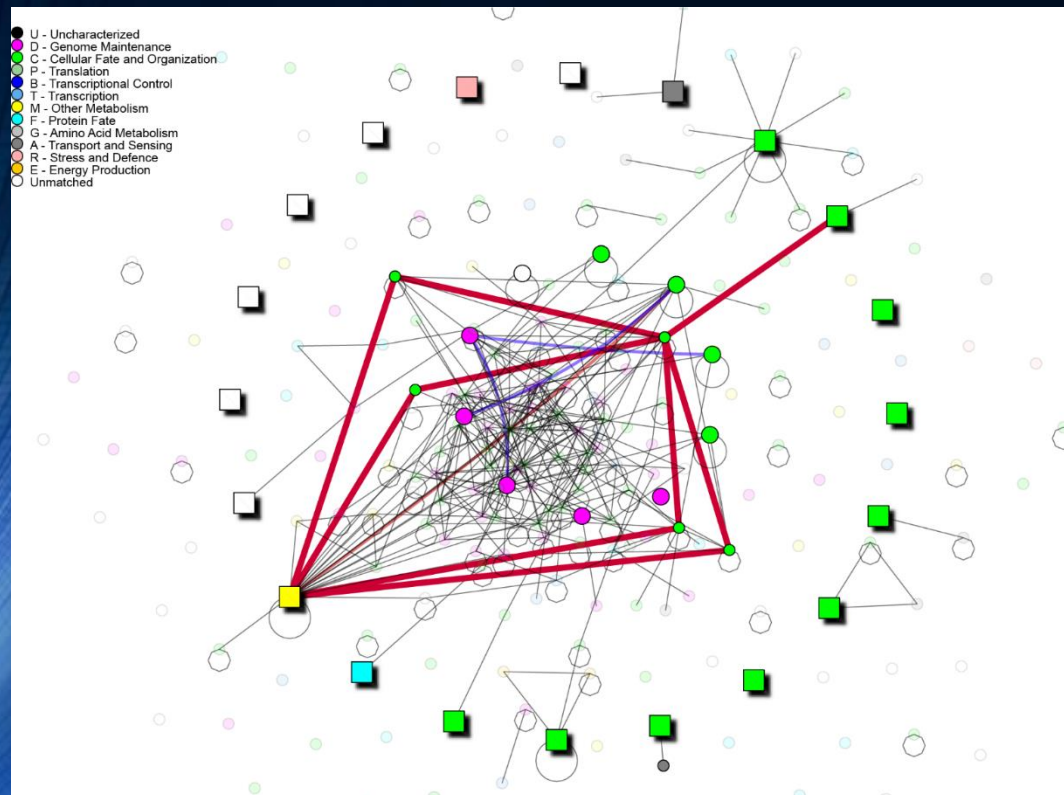 U - Uncharacterized
D - Genome Maintenance
C - Cellular Fate and Organization
P - Translation
B - Transcriptional Control
T - Transcription
M - Other Metabolism
F - Protein Fate
G - Amino Acid Metabolism
A - Transport and Sensing
R - Stress and Defence
E - Energy Production
Unmatched